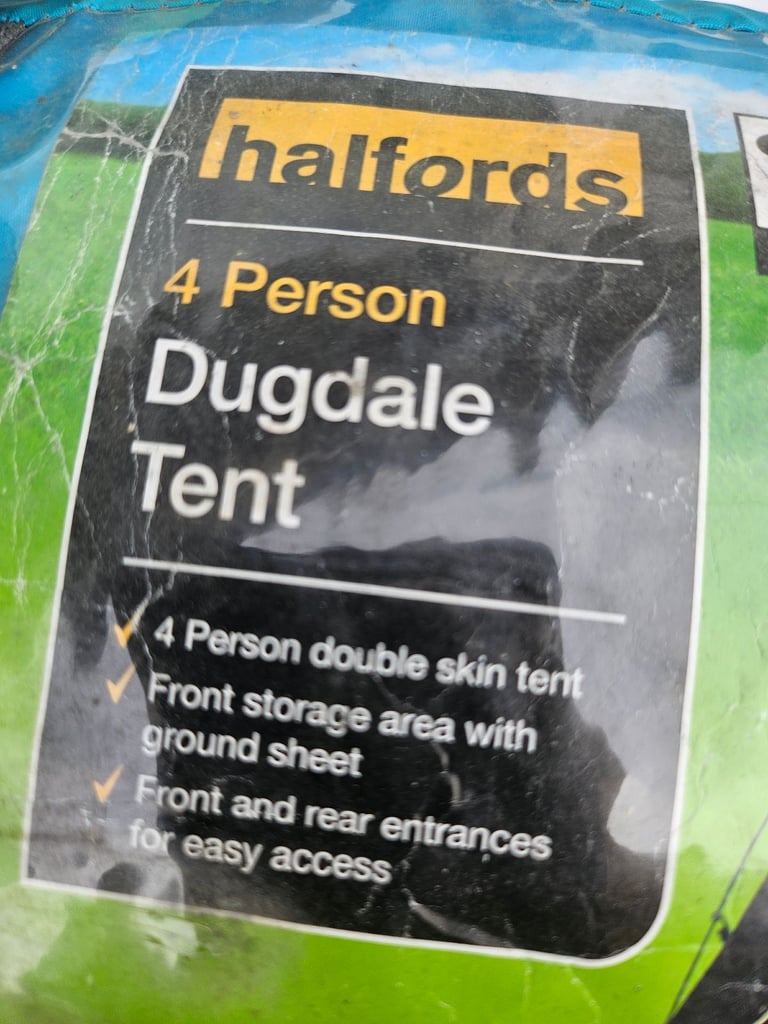 halfords
4 Person
Dugdale
Tent
4 Person double skin tent
Front storage area with
ground sheet
Front and rear entrances
for easy access